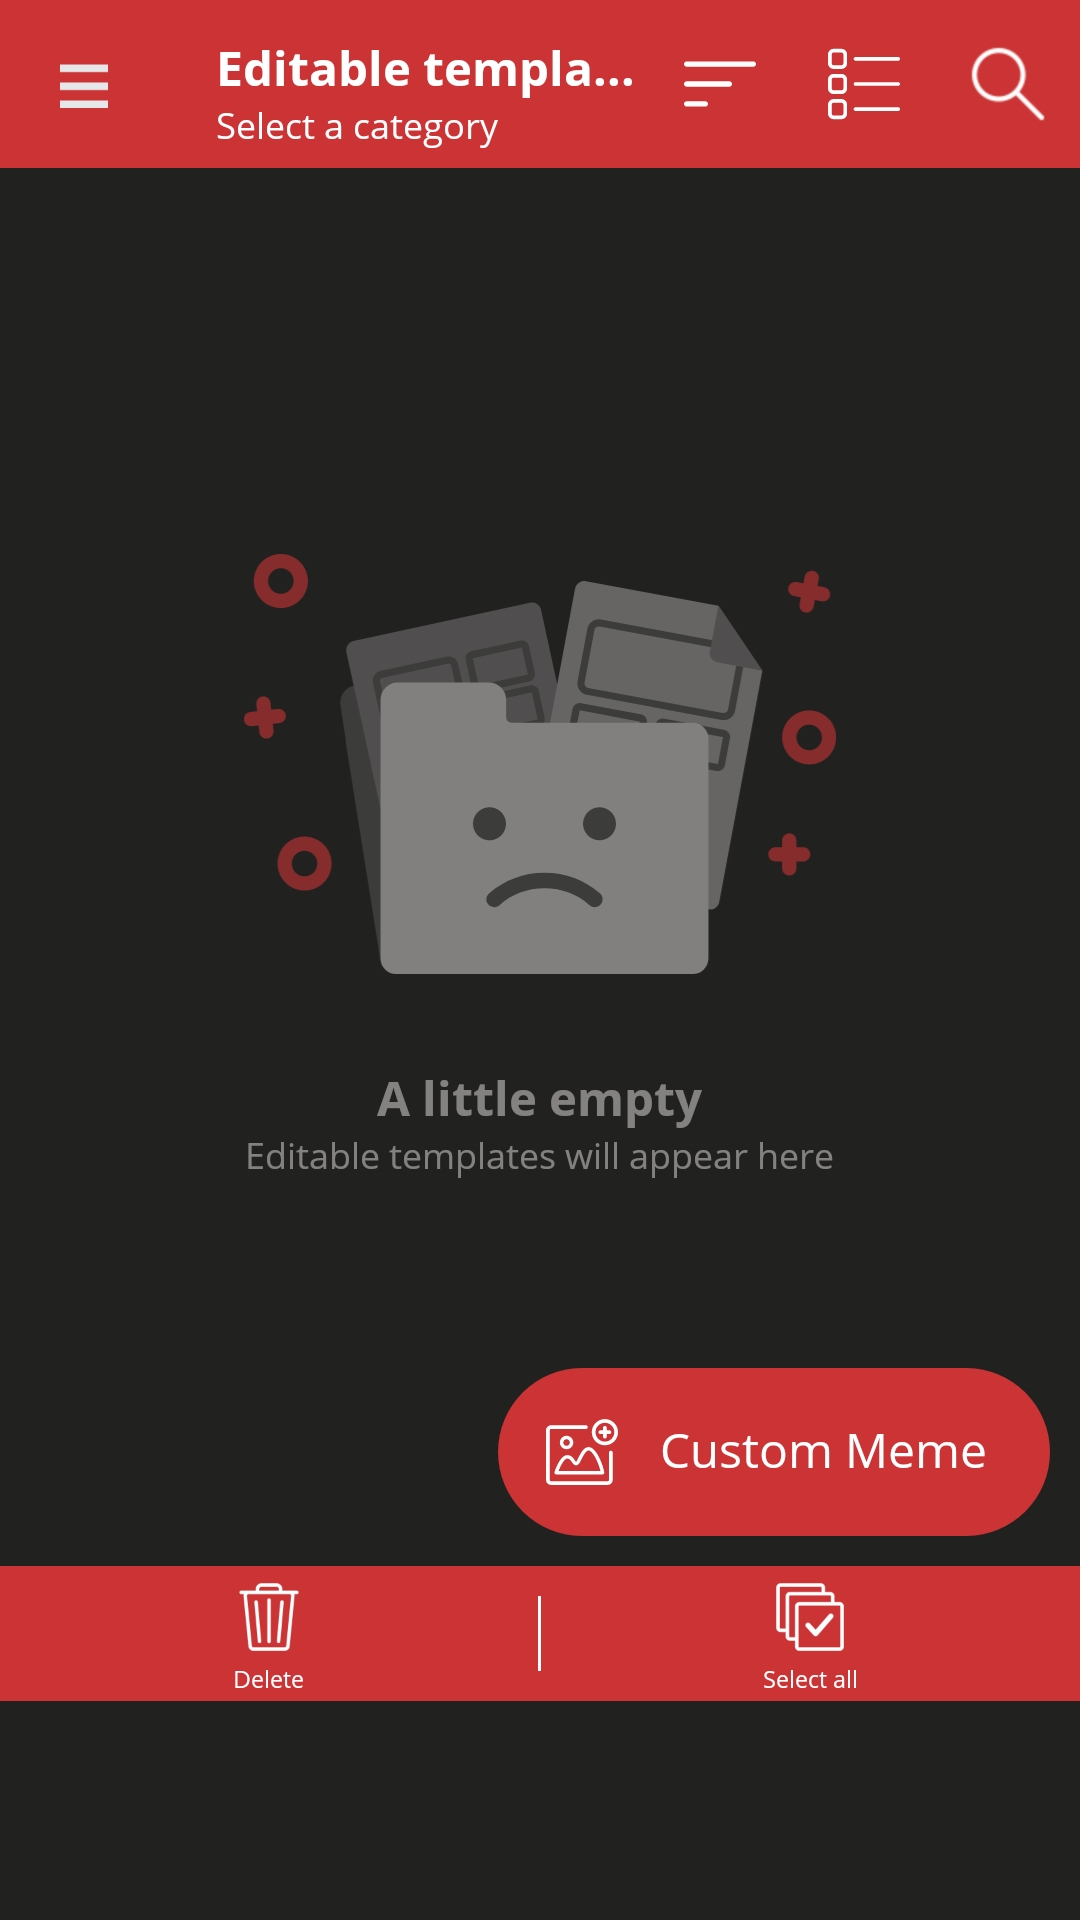 Editable templa...
Select a category
A little empty
Editable templates will appear here
Custom Meme
Delete
Select all